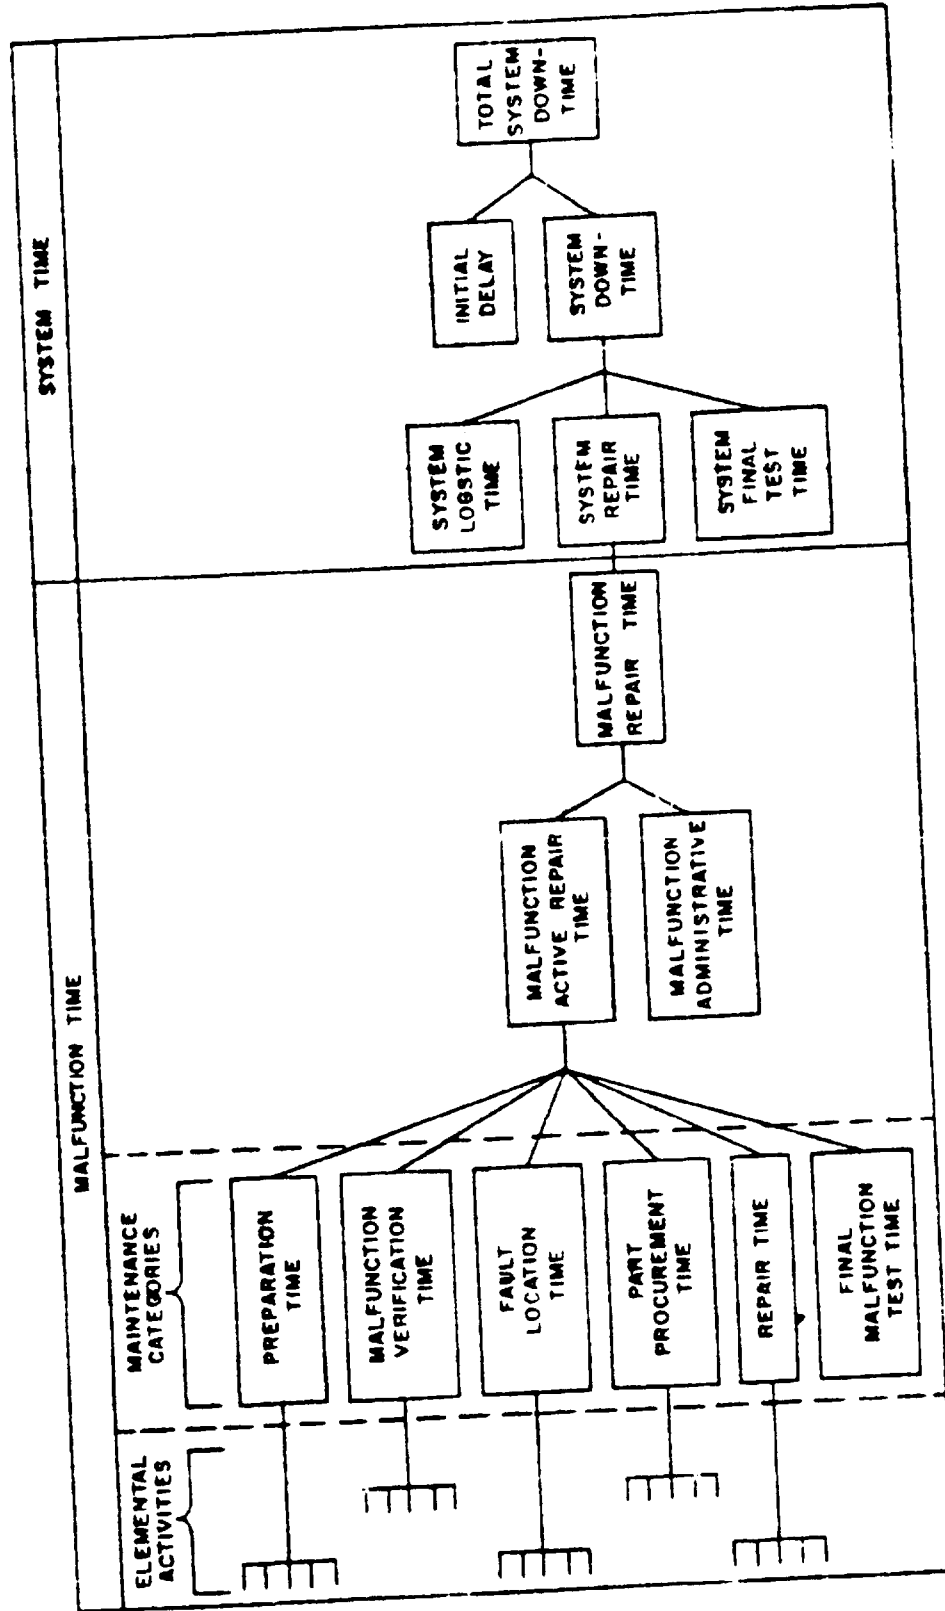 MALFUNCTION TIME
SYSTEM TIME
ELEMENTAL
ACTIVITIES
MAINTENANCE
CATEGORIES
PREPARATION
TIME
MALFUNCTION
VERIFICATION
TIME
FAULT
LOCATION
TIME
PART
PROCUREMENT
TIME
REPAIR TIME
FINAL
MALFUNCTION
TEST TIME
MALFUNCTION
ACTIVE REPAIR
TIME
MALFUNCTION
ADMINISTRATIVE
TIME
MALFUNCTION
REPAIR TIME
SYSTEM
LOGSTIC
TIME
SYSTEM
REPAIR
TIME
SYSTEM
FINAL
TEST
TIME
INITIAL
DELAY
SYSTEM
DOWN-
TIME
TOTAL
SYSTEM
DOWN-
TIME